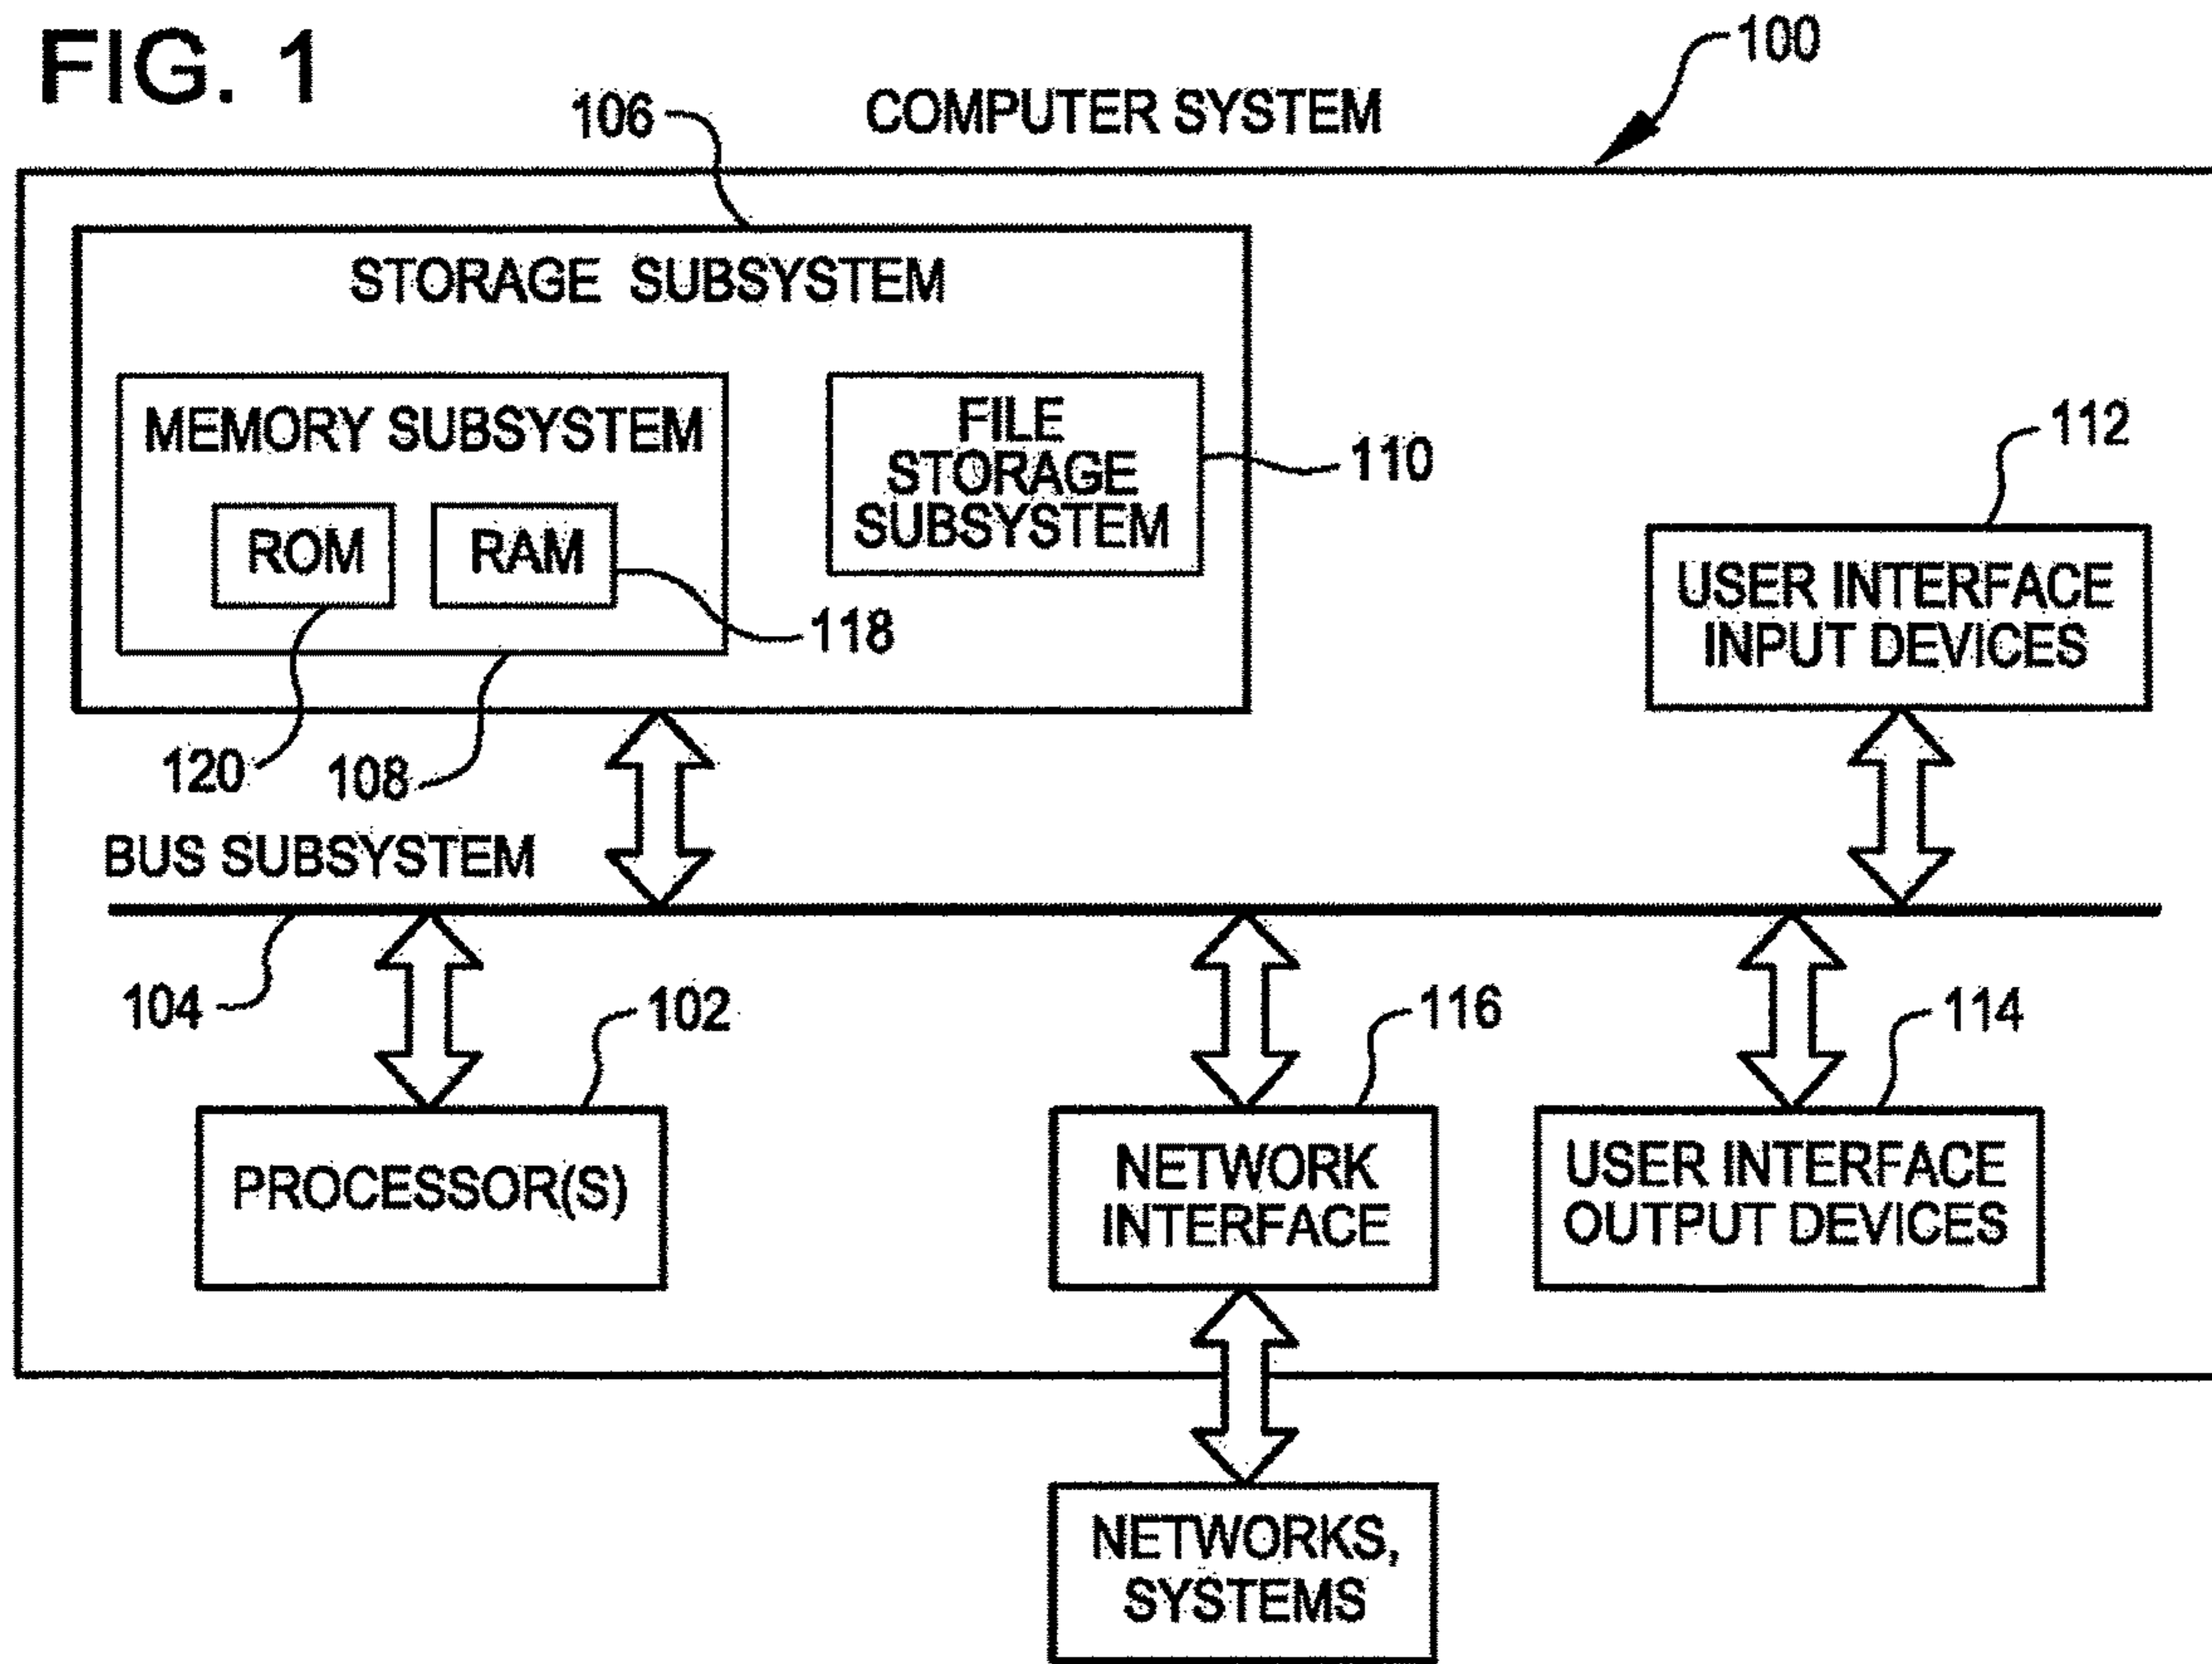 FIG. 1
100
106
COMPUTER SYSTEM
STORAGE SUBSYSTEM
MEMORY SUBSYSTEM
ROM
RAM
118
FILE
STORAGE
SUBSYSTEM
110
112
USER INTERFACE
INPUT DEVICES
120
108
BUS SUBSYSTEM
104
102
116
114
PROCESSOR(S)
NETWORK
INTERFACE
USER INTERFACE
OUTPUT DEVICES
NETWORKS,
SYSTEMS